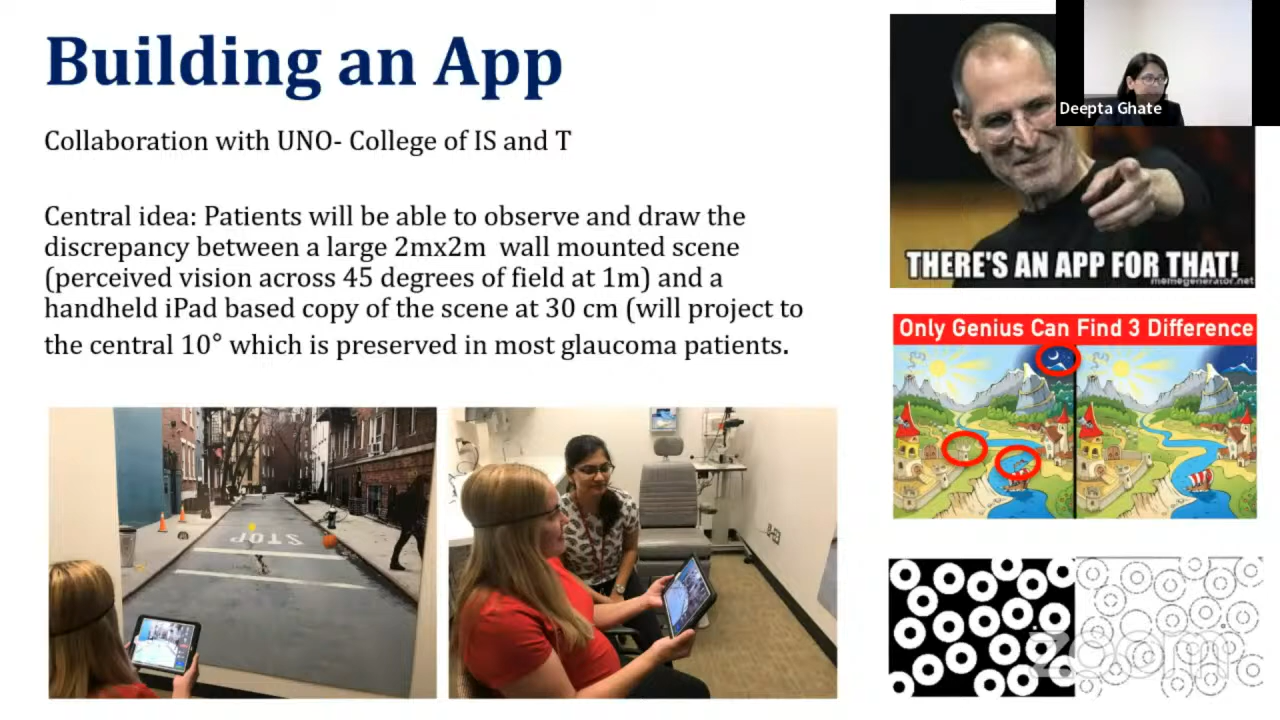 Building an App
Collaboration with UNO- College of IS and T
Central idea: Patients will be able to observe and draw the
discrepancy between a large 2mx2m wall mounted scene
(perceived vision across 45 degrees of field at 1m) and a
handheld iPad based copy of the scene at 30 cm (will project to
the central 10° which is preserved in most glaucoma patients.
STOP
Deepta Ghate
THERE'S AN APP FOR THAT!
memegenerator.net
Only Genius Can Find 3 Difference
zoom